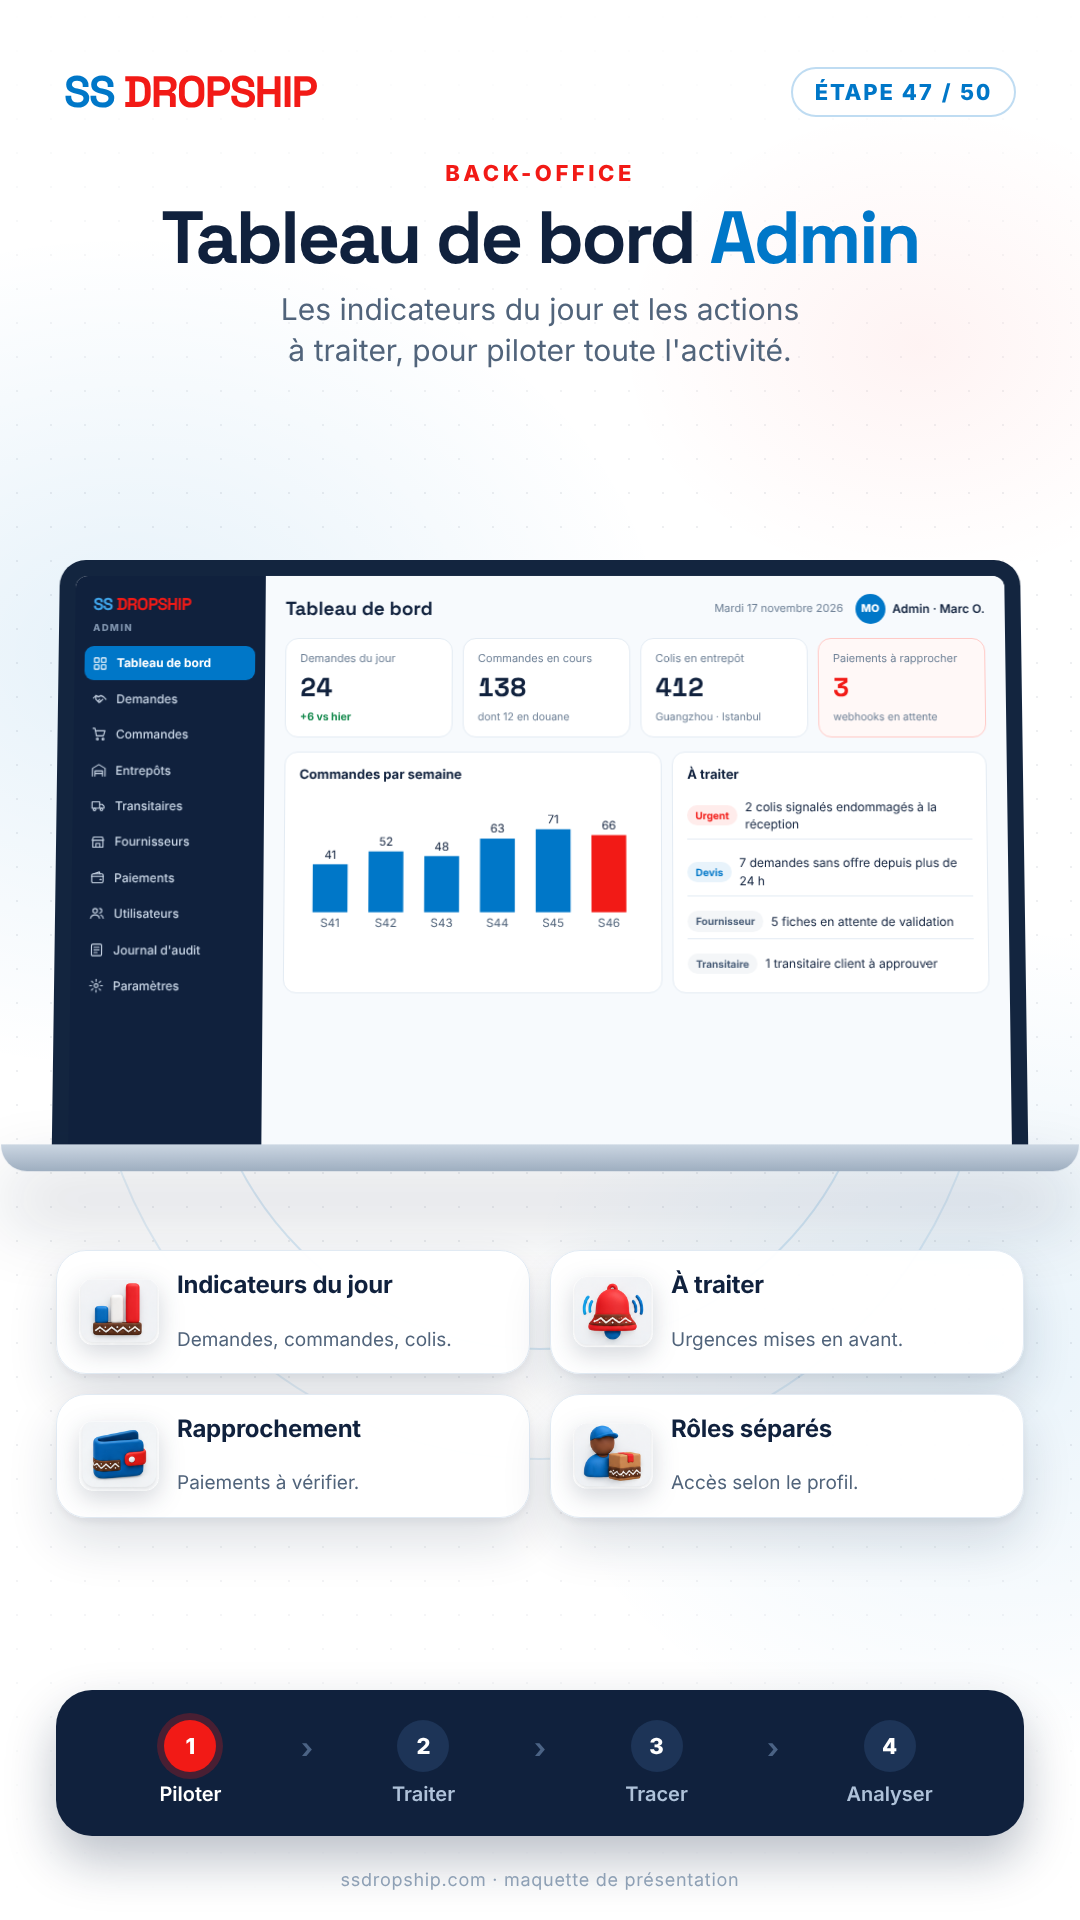 SS DROPSHIP
ÉTAPE 47 / 50
BACK-OFFICE
Tableau de bord Admin
Les indicateurs du jour et les actions
à traiter, pour piloter toute l'activité.
SS DROPSHIP
ADMIN
Tableau de bord
Demandes
Commandes
Entrepôts
Transitaires
Fournisseurs
Paiements
Utilisateurs
Journal d'audit
Paramètres
Tableau de bord
Mardi 17 novembre 2026
MO
Admin · Marc O.
Demandes du jour
24
+6 vs hier
Commandes en cours
138
dont 12 en douane
Colis en entrepôt
412
Guangzhou · Istanbul
Paiements à rapprocher
3
webhooks en attente
Commandes par semaine
41
52
48
63
71
66
S41
S42
S43
S44
S45
S46
À traiter
Urgent
2 colis signalés endommagés à la
réception
Devis
7 demandes sans offre depuis plus de
24 h
Fournisseur
5 fiches en attente de validation
Transitaire
1 transitaire client à approuver
Indicateurs du jour
Demandes, commandes, colis.
À traiter
Urgences mises en avant.
Rapprochement
Paiements à vérifier.
Rôles séparés
Accès selon le profil.
1
Piloter
›
2
Traiter
›
3
Tracer
›
4
Analyser
ssdropship.com · maquette de présentation